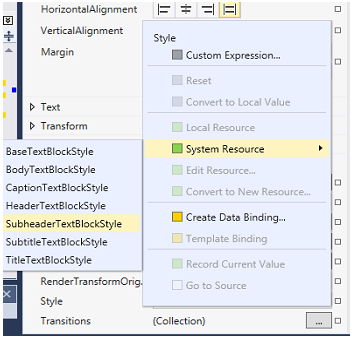 HorizontalAlignment
VerticalAlignment
Margin
Text
Transform
Style
Custom Expression...
Reset
Convert to Local Value
Local Resource
System Resource
Edit Resource...
Convert to New Resource...
Create Data Binding...
Template Binding
Record Current Value
Go to Source
BaseTextBlockStyle
BodyTextBlockStyle
CaptionTextBlockStyle
HeaderTextBlockStyle
SubheaderTextBlockStyle
SubtitleTextBlockStyle
TitleTextBlockStyle
RenderTransformOrig
Style
Transitions (Collection) ...